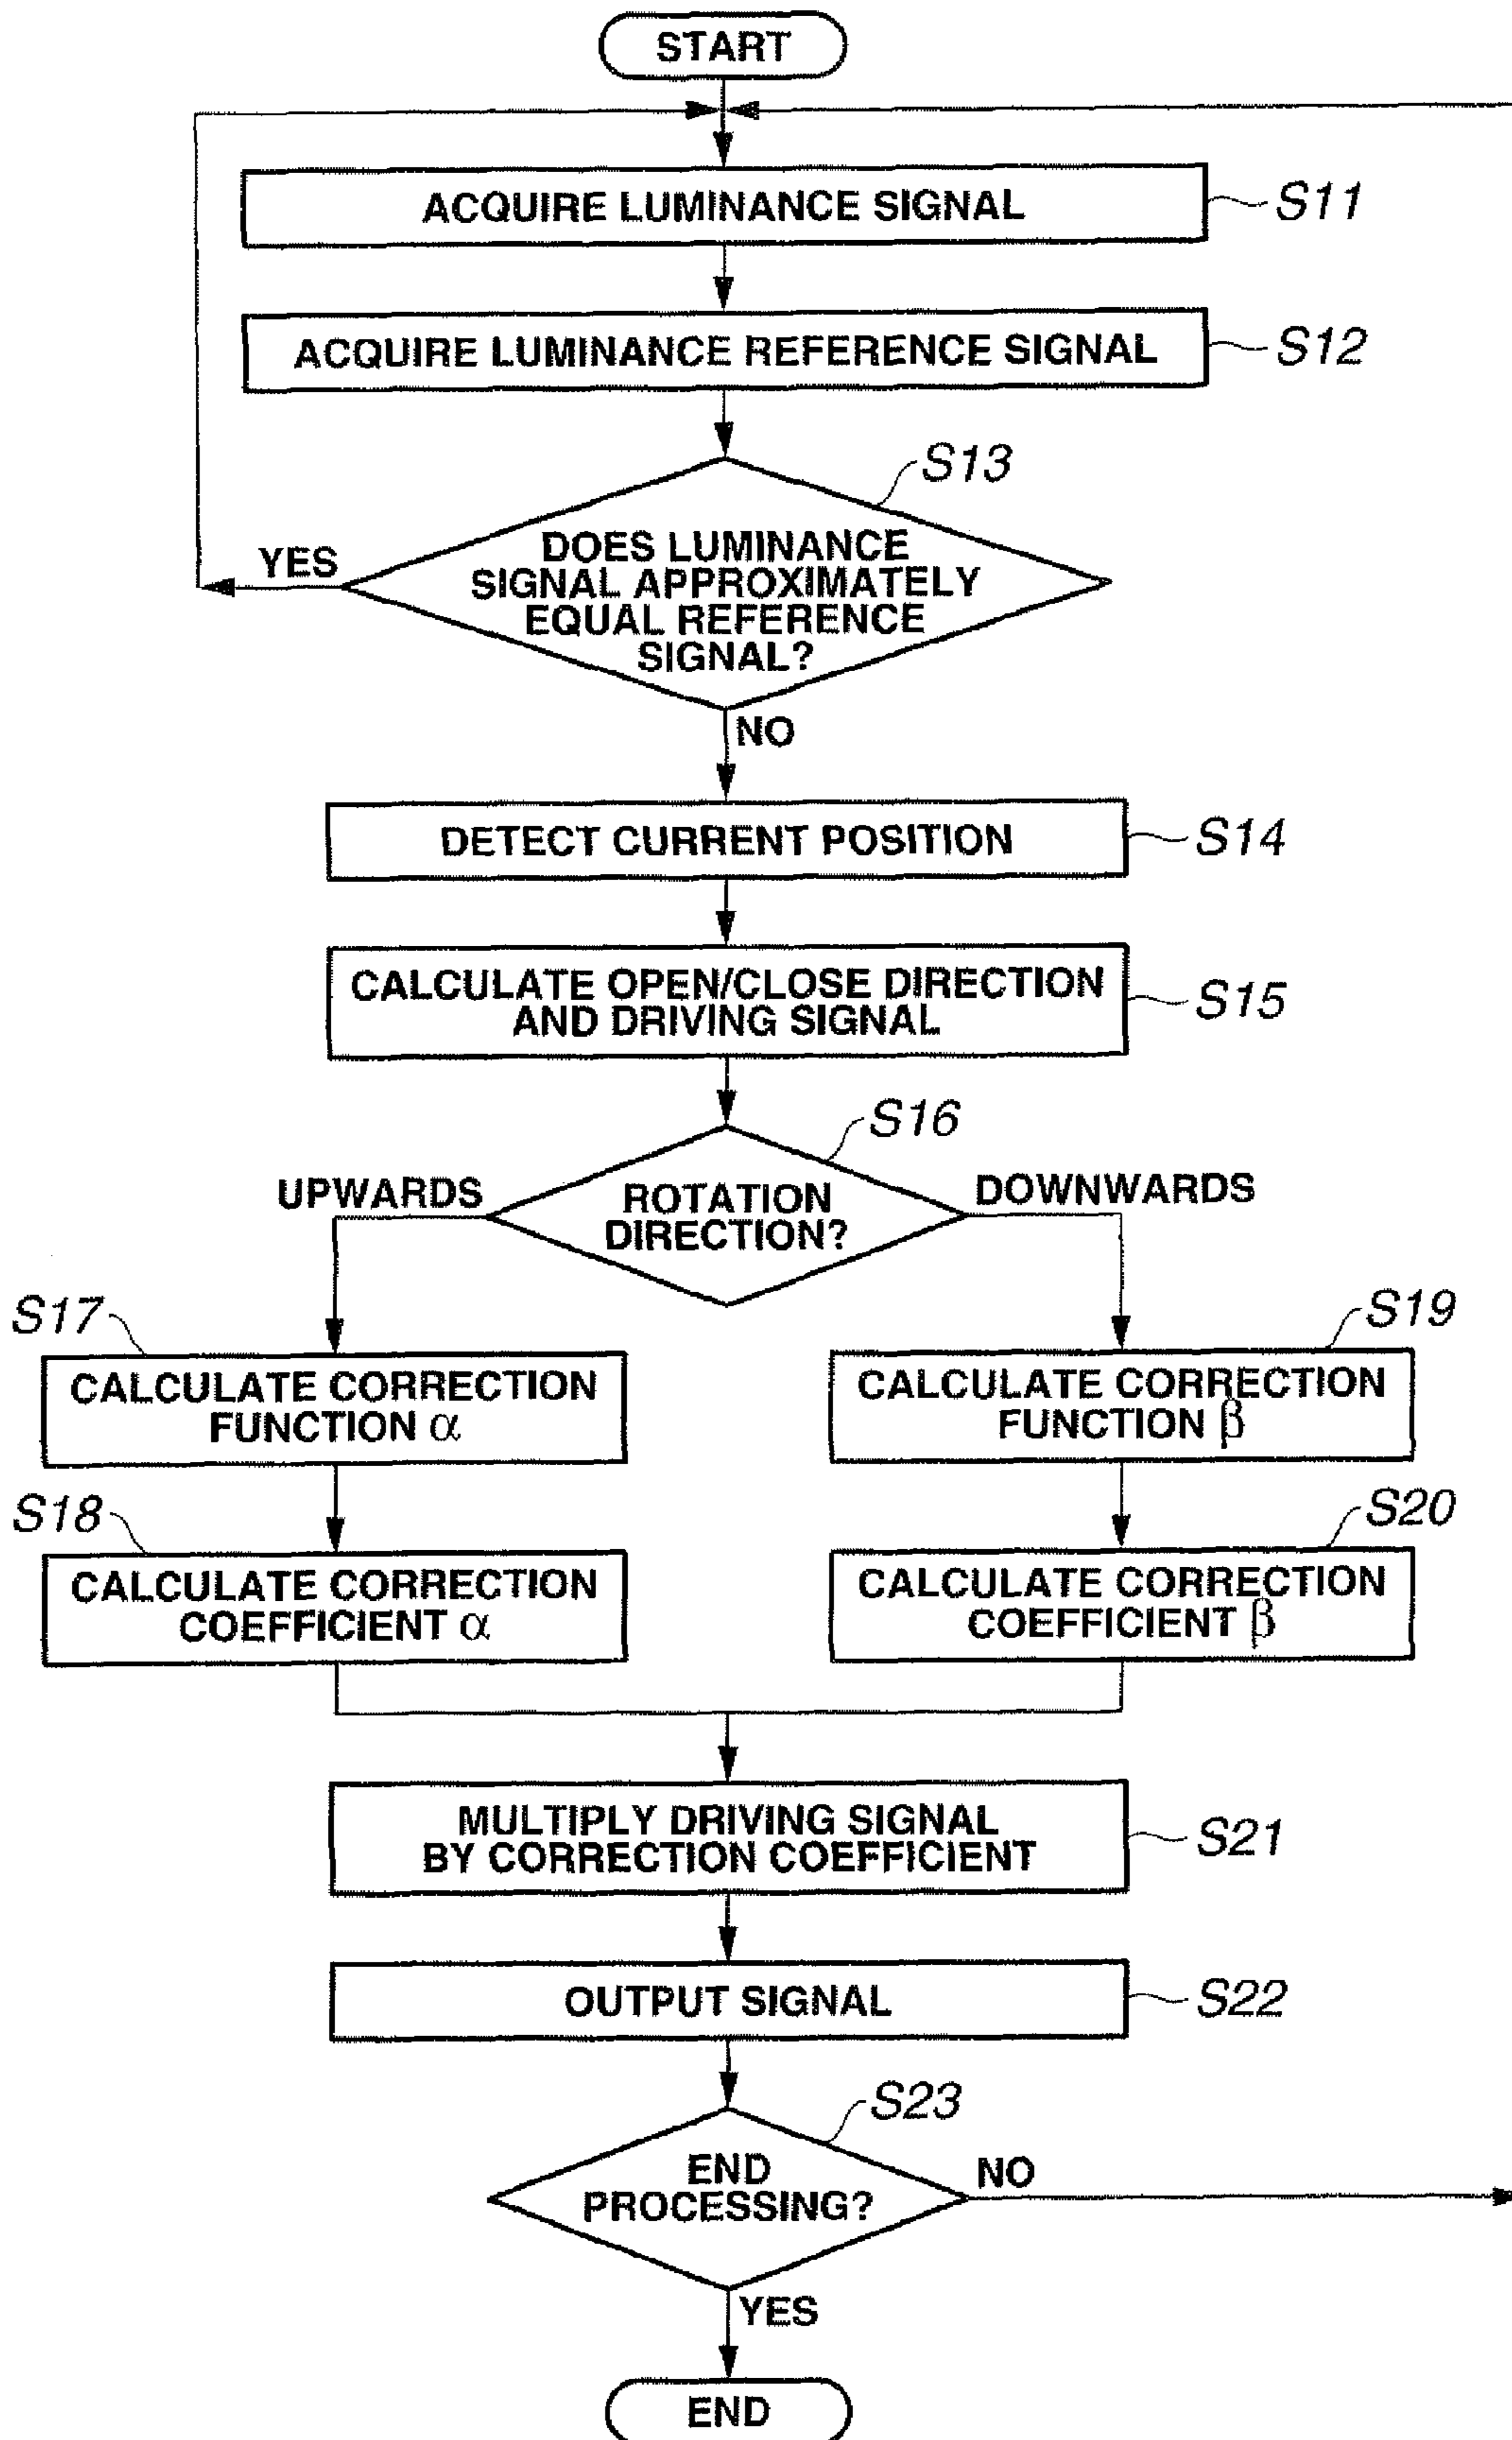 START
ACQUIRE LUMINANCE SIGNAL
S11
ACQUIRE LUMINANCE REFERENCE SIGNAL
S12
S13
DOES LUMINANCE
SIGNAL APPROXIMATELY
EQUAL REFERENCE
SIGNAL?
YES
NO
DETECT CURRENT POSITION
S14
CALCULATE OPEN/CLOSE DIRECTION
AND DRIVING SIGNAL
S15
S16
UPWARDS
ROTATION
DIRECTION?
DOWNWARDS
S17
CALCULATE CORRECTION
FUNCTION α
S19
CALCULATE CORRECTION
FUNCTION β
S18
CALCULATE CORRECTION
COEFFICIENT α
S20
CALCULATE CORRECTION
COEFFICIENT β
MULTIPLY DRIVING SIGNAL
BY CORRECTION COEFFICIENT
S21
OUTPUT SIGNAL
S22
S23
END
PROCESSING?
NO
YES
END